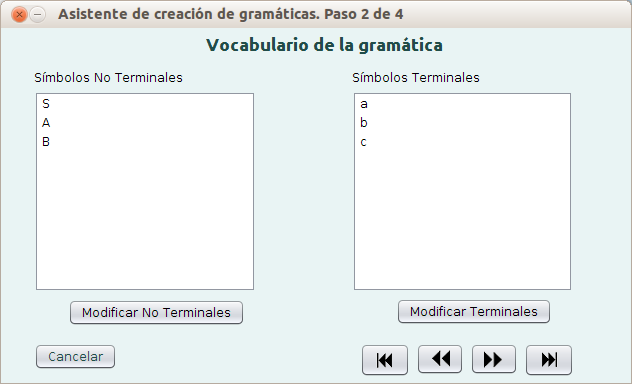 Asistente de creación de gramáticas. Paso 2 de 4
Vocabulario de la gramática
Símbolos No Terminales
S
A
B
Modificar No Terminales
Símbolos Terminales
a
b
c
Modificar Terminales
Cancelar